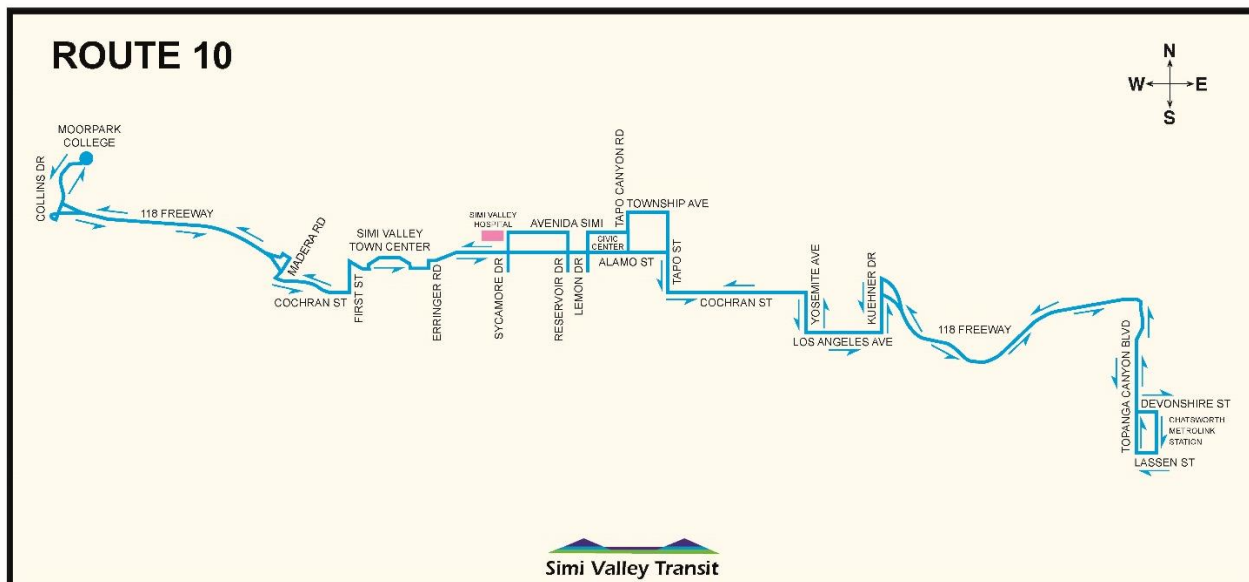 ROUTE 10
N
W
E
S
MOORPARK
COLLEGE
COLLINS DR
118 FREEWAY
MADERA RD
COCHRAN ST
FIRST ST
SIMI VALLEY
TOWN CENTER
ERRINGER RD
SIMI VALLEY
HOSPITAL
SYCAMORE DR
AVENIDA SIMI
RESERVOIR DR
LEMON DR
CIVIC
CENTER
ALAMO ST
TAPO CANYON RD
TOWNSHIP AVE
TAPO ST
COCHRAN ST
YOSEMITE AVE
LOS ANGELES AVE
KUEHNER DR
118 FREEWAY
TOPANGA CANYON BLVD
DEVONSHIRE ST
CHATSWORTH
METROLINK
STATION
LASSEN ST
Simi Valley Transit